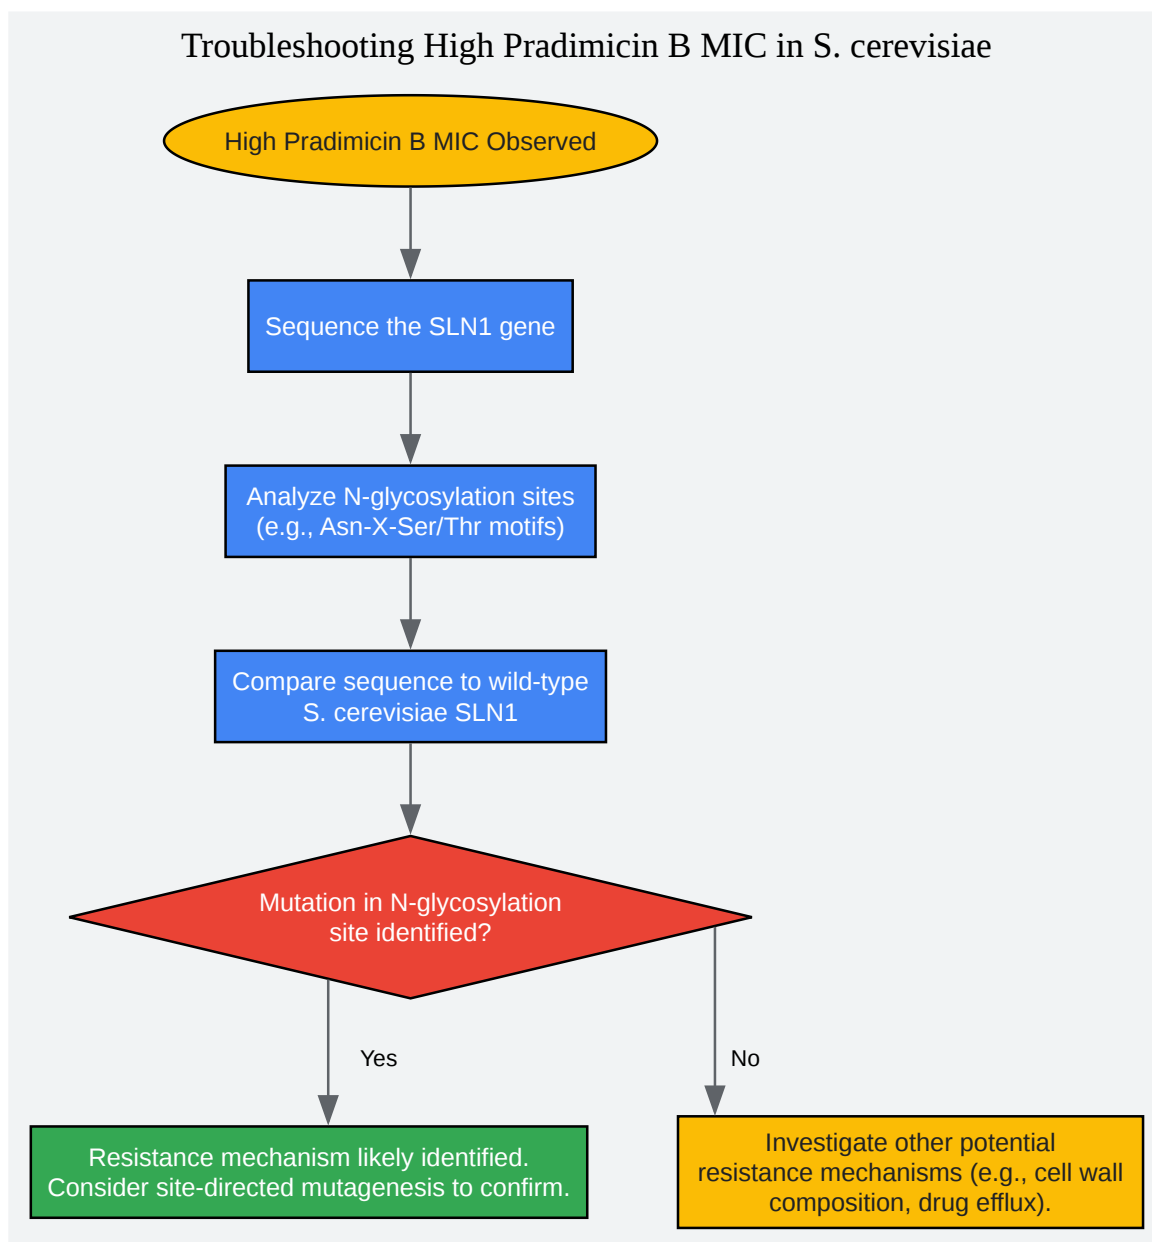 Troubleshooting High Pradimicin B MIC in S. cerevisiae
High Pradimicin B MIC Observed
Sequence the SLN1 gene
Analyze N-glycosylation sites
(e.g., Asn-X-Ser/Thr motifs)
Compare sequence to wild-type
S. cerevisiae SLN1
Mutation in N-glycosylation
site identified?
Yes
No
Resistance mechanism likely identified.
Consider site-directed mutagenesis to confirm.
Investigate other potential
resistance mechanisms (e.g., cell wall
composition, drug efflux).